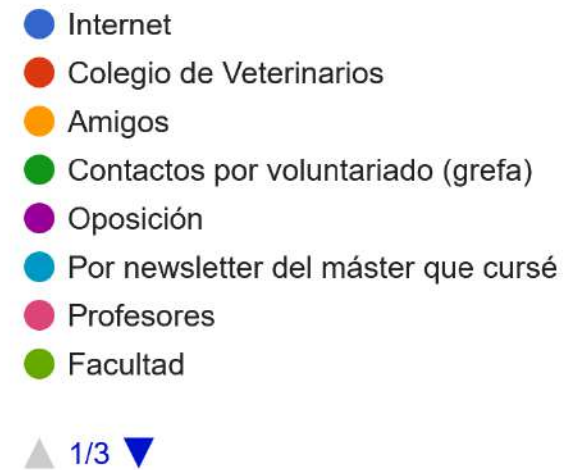 Internet
Colegio de Veterinarios
Amigos
Contactos por voluntariado (grefa)
Oposición
Por newsletter del máster que cursé
Profesores
Facultad
1/3